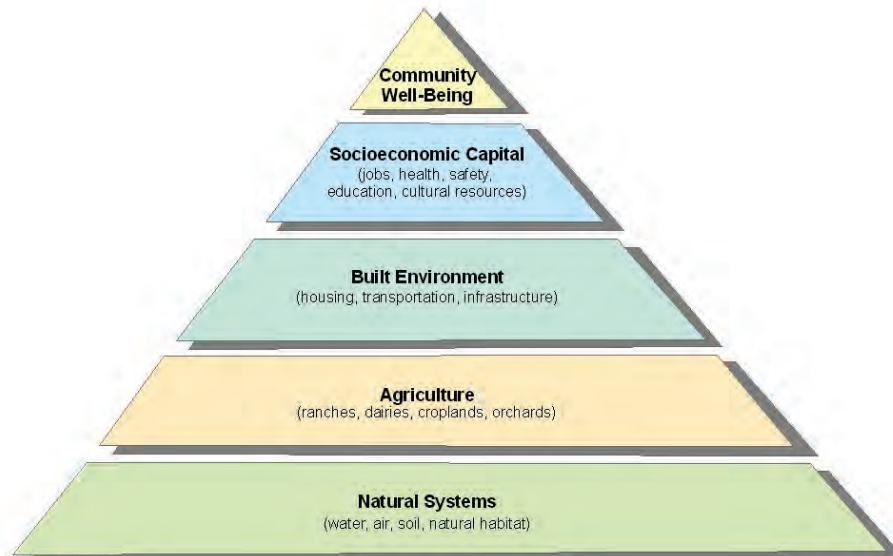 Community
Well-Being
Socioeconomic Capital
(jobs, health, safety,
education, cultural resources)
Built Environment
(housing, transportation, infrastructure)
Agriculture
(ranches, dairies, croplands, orchards)
Natural Systems
(water, air, soil, natural habitat)